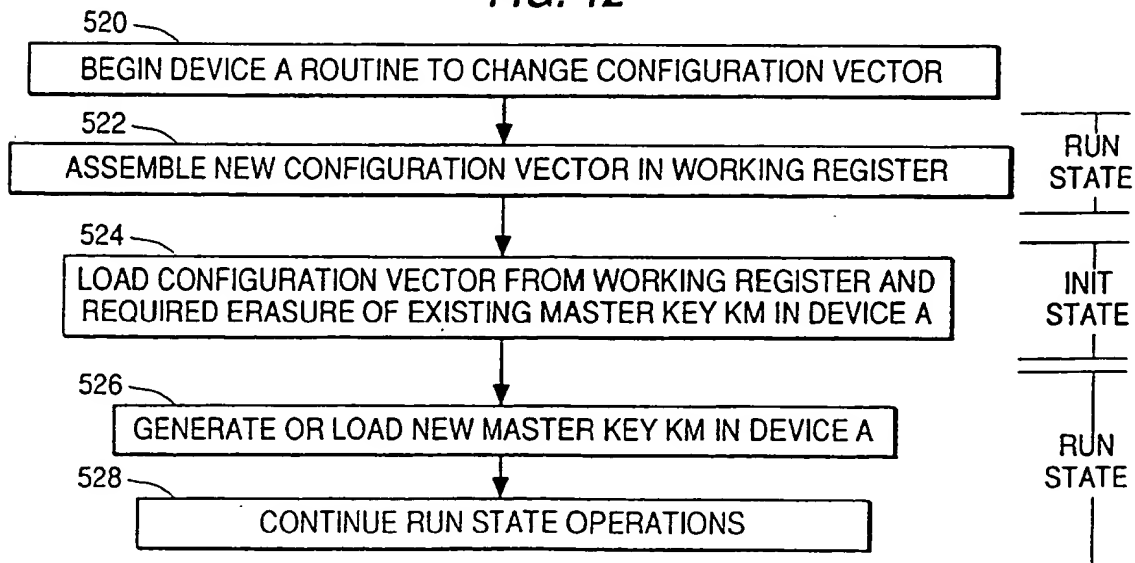 FIG. 12
520
BEGIN DEVICE A ROUTINE TO CHANGE CONFIGURATION VECTOR
522
ASSEMBLE NEW CONFIGURATION VECTOR IN WORKING REGISTER
RUN
STATE
524
LOAD CONFIGURATION VECTOR FROM WORKING REGISTER AND
REQUIRED ERASURE OF EXISTING MASTER KEY KM IN DEVICE A
INIT
STATE
526
GENERATE OR LOAD NEW MASTER KEY KM IN DEVICE A
RUN
STATE
528
CONTINUE RUN STATE OPERATIONS